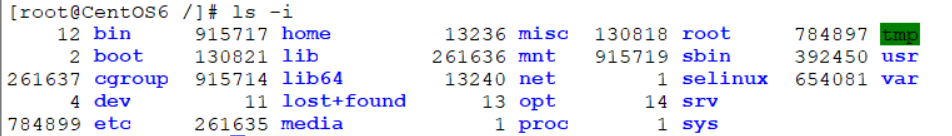 [root@CentOS6 /]# ls -i
12 bin 915717 home 13236 misc 130818 root 784897 tmp
2 boot 130821 lib 261636 mnt 915719 sbin 392450 usr
261637 cgroup 915714 lib64 13240 net 1 selinux 654081 var
4 dev 11 lost+found 13 opt 14 srv
784899 etc 261635 media 1 proc 1 sys